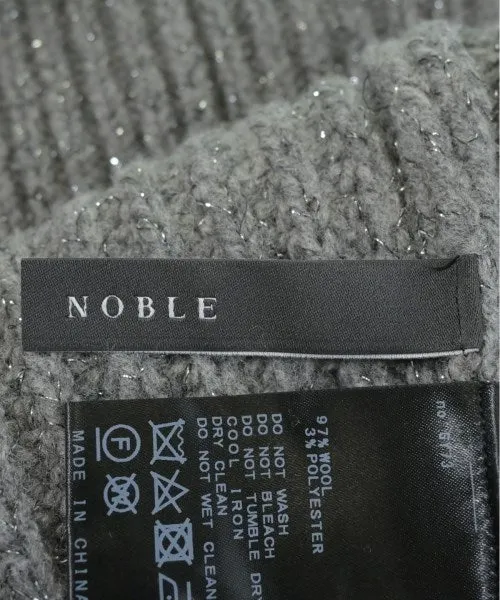 NOBLE
97% WOOL
3% POLYESTER
DO NOT WASH
DO NOT BLEACH
DO NOT TUMBLE DRY
COOL IRON
DRY CLEAN
DO NOT WET CLEAN
F
MADE IN CHINA